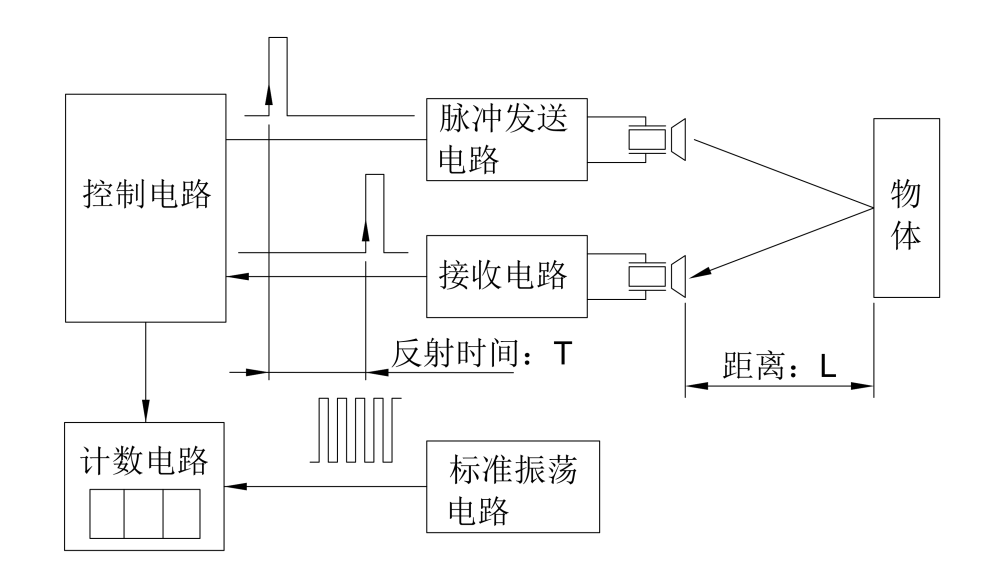 脉冲发送
电路
控制电路
物
体
接收电路
反射时间：T
距离：L
计数电路
标准振荡
电路